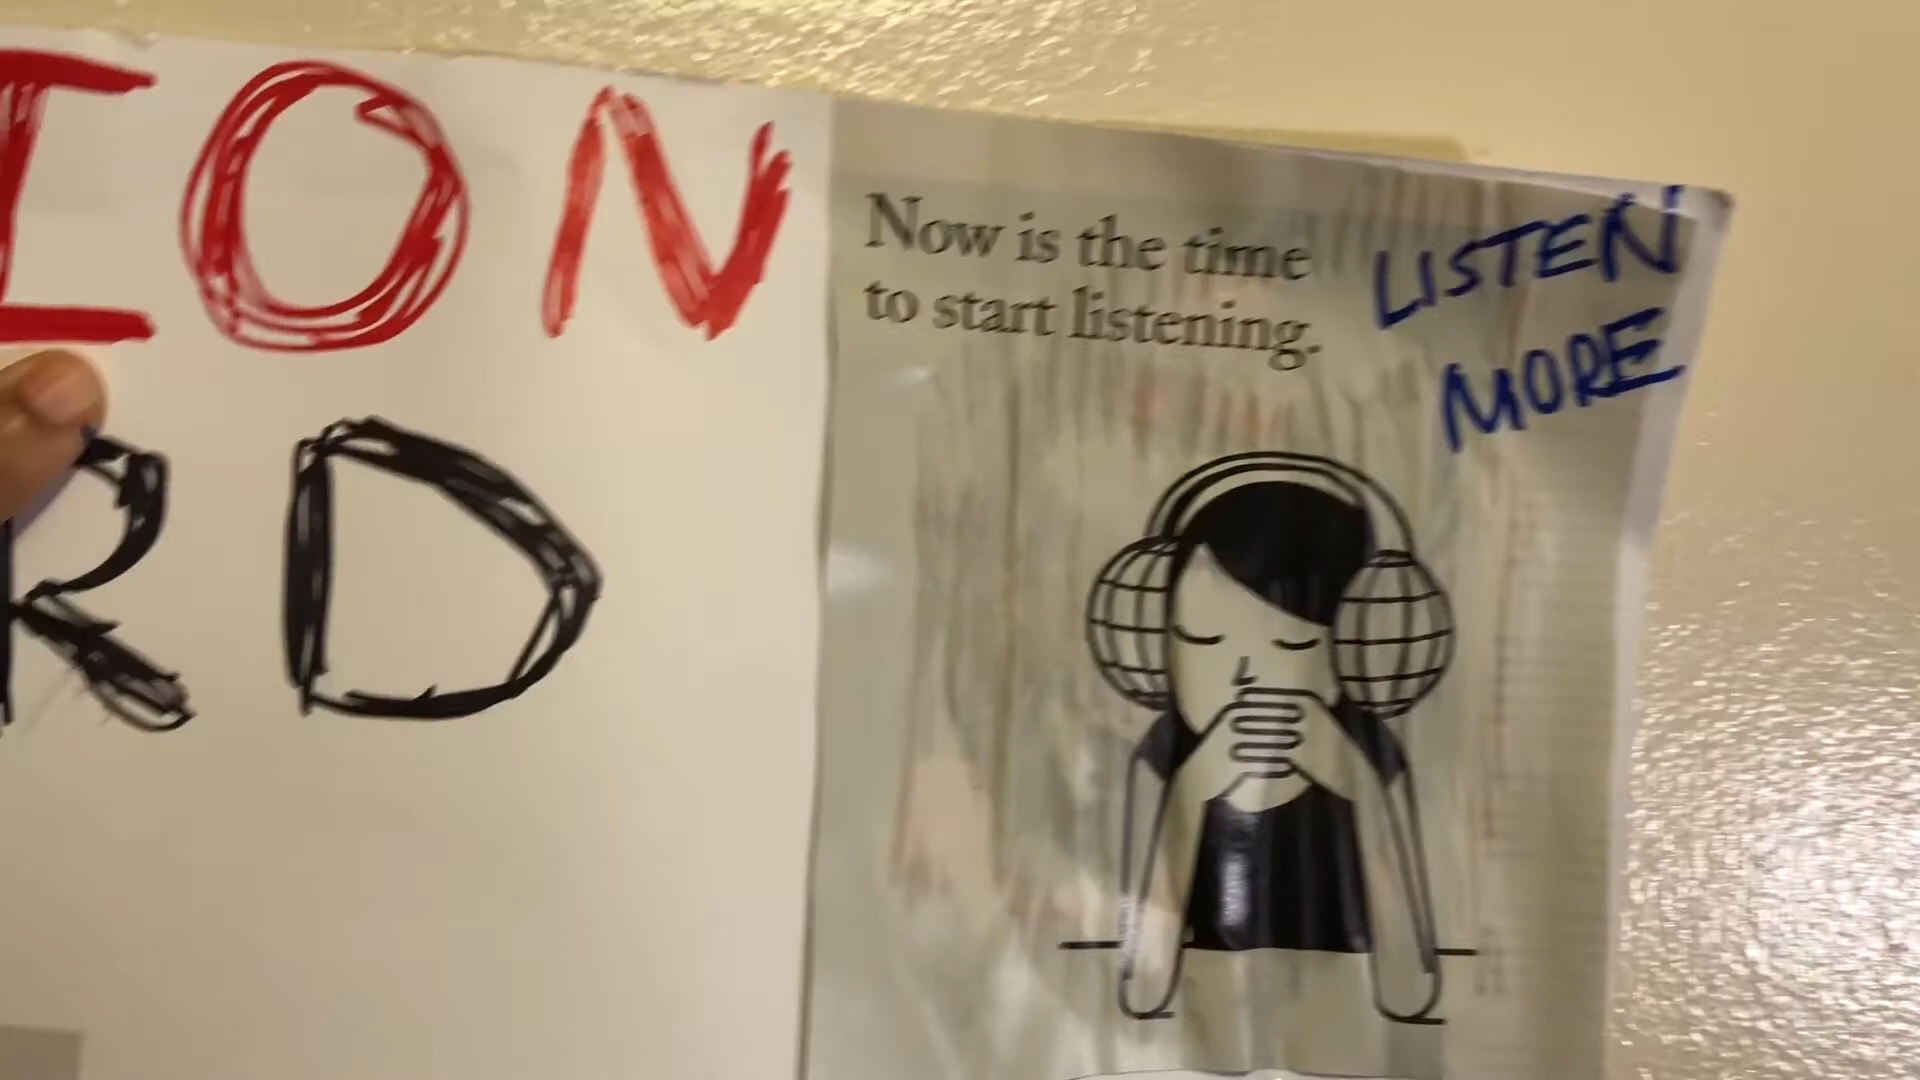 ION
RD
Now is the time
to start listening.
LISTEN
MORE